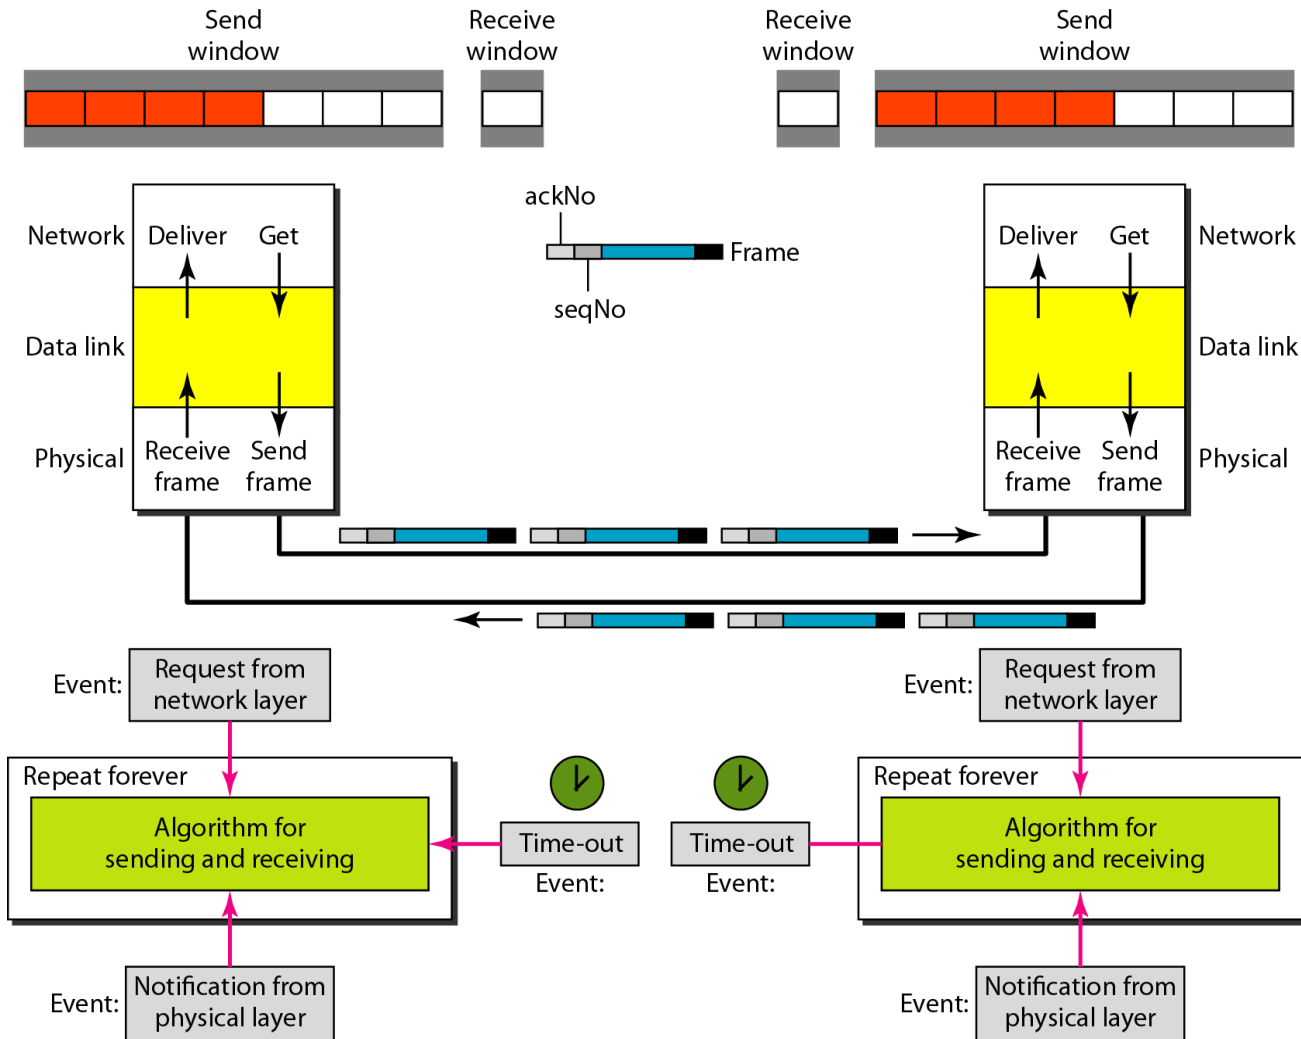 Send
window
Receive
window
Receive
window
Send
window
ackNo
Frame
seqNo
Network
Deliver
Get
Data link
Physical
Receive
frame
Send
frame
Deliver
Get
Network
Data link
Receive
frame
Send
frame
Physical
Event:
Request from
network layer
Event:
Request from
network layer
Repeat forever
Algorithm for
sending and receiving
Time-out
Event:
Time-out
Event:
Repeat forever
Algorithm for
sending and receiving
Event:
Notification from
physical layer
Event:
Notification from
physical layer